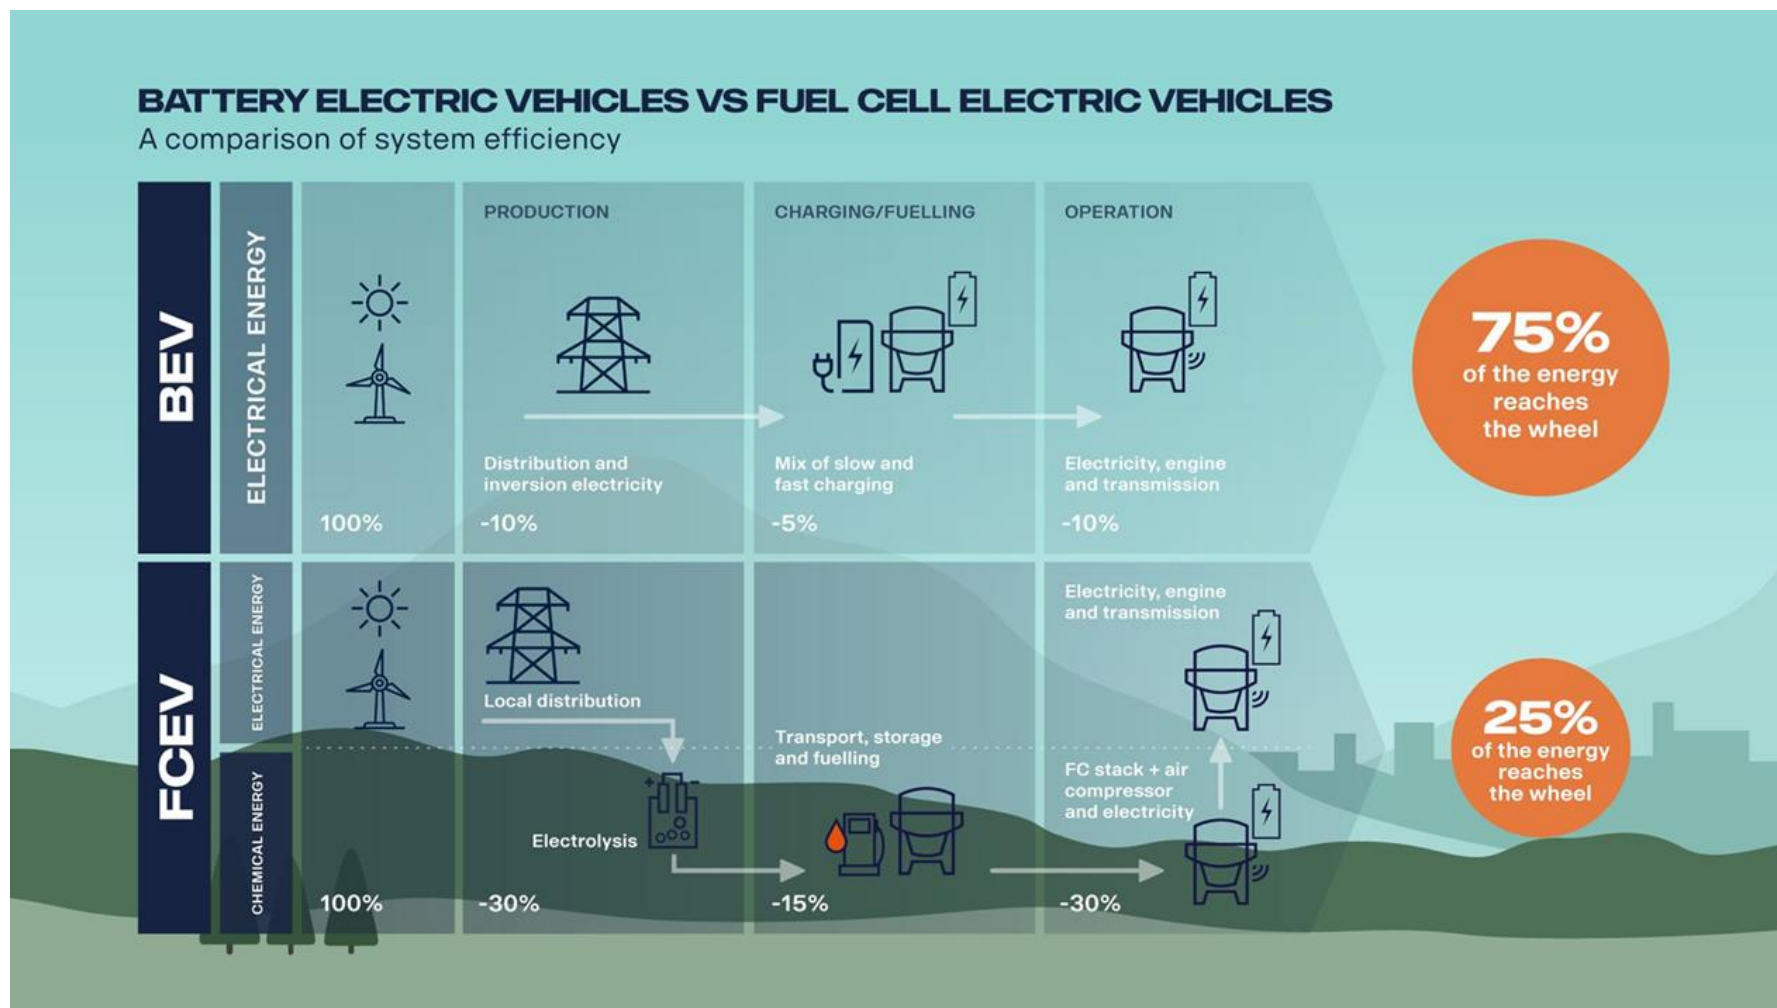 BATTERY ELECTRIC VEHICLES VS FUEL CELL ELECTRIC VEHICLES
A comparison of system efficiency
BEV
ELECTRICAL ENERGY
100%
PRODUCTION
Distribution and
inversion electricity
-10%
CHARGING/FUELLING
Mix of slow and
fast charging
-5%
OPERATION
Electricity, engine
and transmission
-10%
75%
of the energy
reaches
the wheel
FCEV
ELECTRICAL ENERGY
CHEMICAL ENERGY
100%
Local distribution
+ -
Electrolysis
-30%
Transport, storage
and fuelling
-15%
Electricity, engine
and transmission
FC stack + air
compressor
and electricity
-30%
25%
of the energy
reaches
the wheel